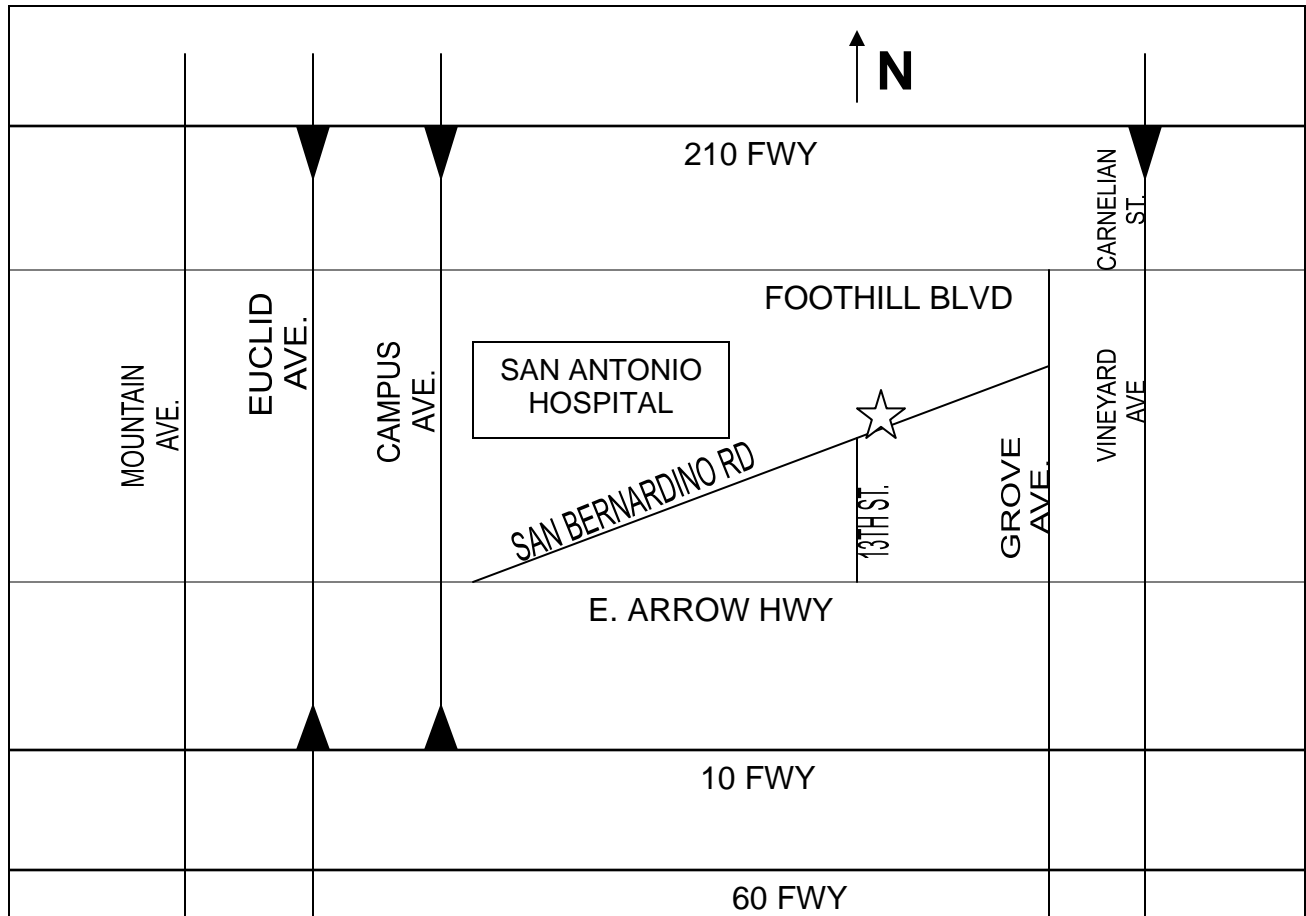 N
210 FWY
CARNELIAN
ST.
FOOTHILL BLVD
EUCLID
AVE.
SAN ANTONIO
HOSPITAL
CAMPUS
AVE.
MOUNTAIN
AVE.
VINEYARD
AVE
SAN BERNARDINO RD
13TH ST.
GROVE
AVE.
E. ARROW HWY
10 FWY
60 FWY